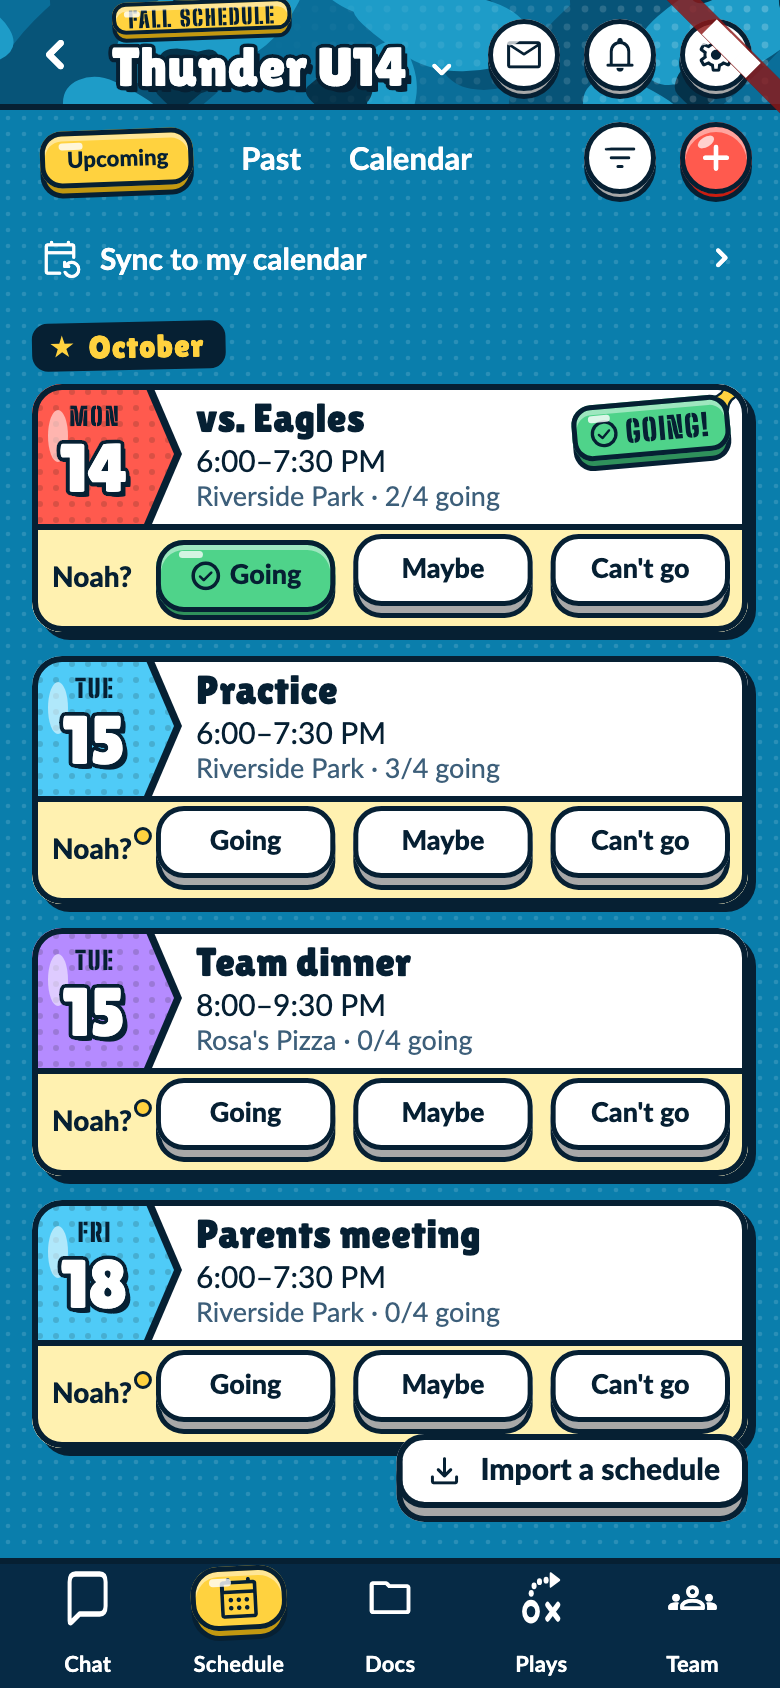 FALL SCHEDULE
Thunder U14
Upcoming
Past
Calendar
Sync to my calendar
★ October
MON
14
vs. Eagles
6:00–7:30 PM
Riverside Park · 2/4 going
GOING!
Noah?
Going
Maybe
Can't go
TUE
15
Practice
6:00–7:30 PM
Riverside Park · 3/4 going
Noah?
Going
Maybe
Can't go
TUE
15
Team dinner
8:00–9:30 PM
Rosa's Pizza · 0/4 going
Noah?
Going
Maybe
Can't go
FRI
18
Parents meeting
6:00–7:30 PM
Riverside Park · 0/4 going
Noah?
Going
Maybe
Can't go
Import a schedule
Chat
Schedule
Docs
Plays
Team